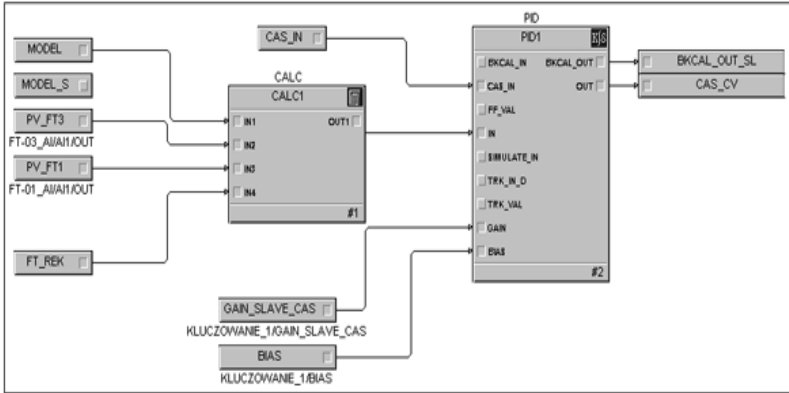 PID
CAS_IN
PID1
MODEL
BKCAL_IN
BKCAL_OUT
BKCAL_OUT_SL
MODEL_S
CALC
CAS_IN
OUT
CAS_CV
CALC1
FF_VAL
PV_FT3
IN1
OUT1
IN
FT-03_AI/AI1/OUT
IN2
SIMULATE_IN
PV_FT1
IN3
TRK_IN_D
FT-01_AI/AI1/OUT
IN4
TRK_VAL
#1
GAIN
FT_REK
BIAS
#2
GAIN_SLAVE_CAS
KLUCZOWANIE_1/GAIN_SLAVE_CAS
BIAS
KLUCZOWANIE_1/BIAS